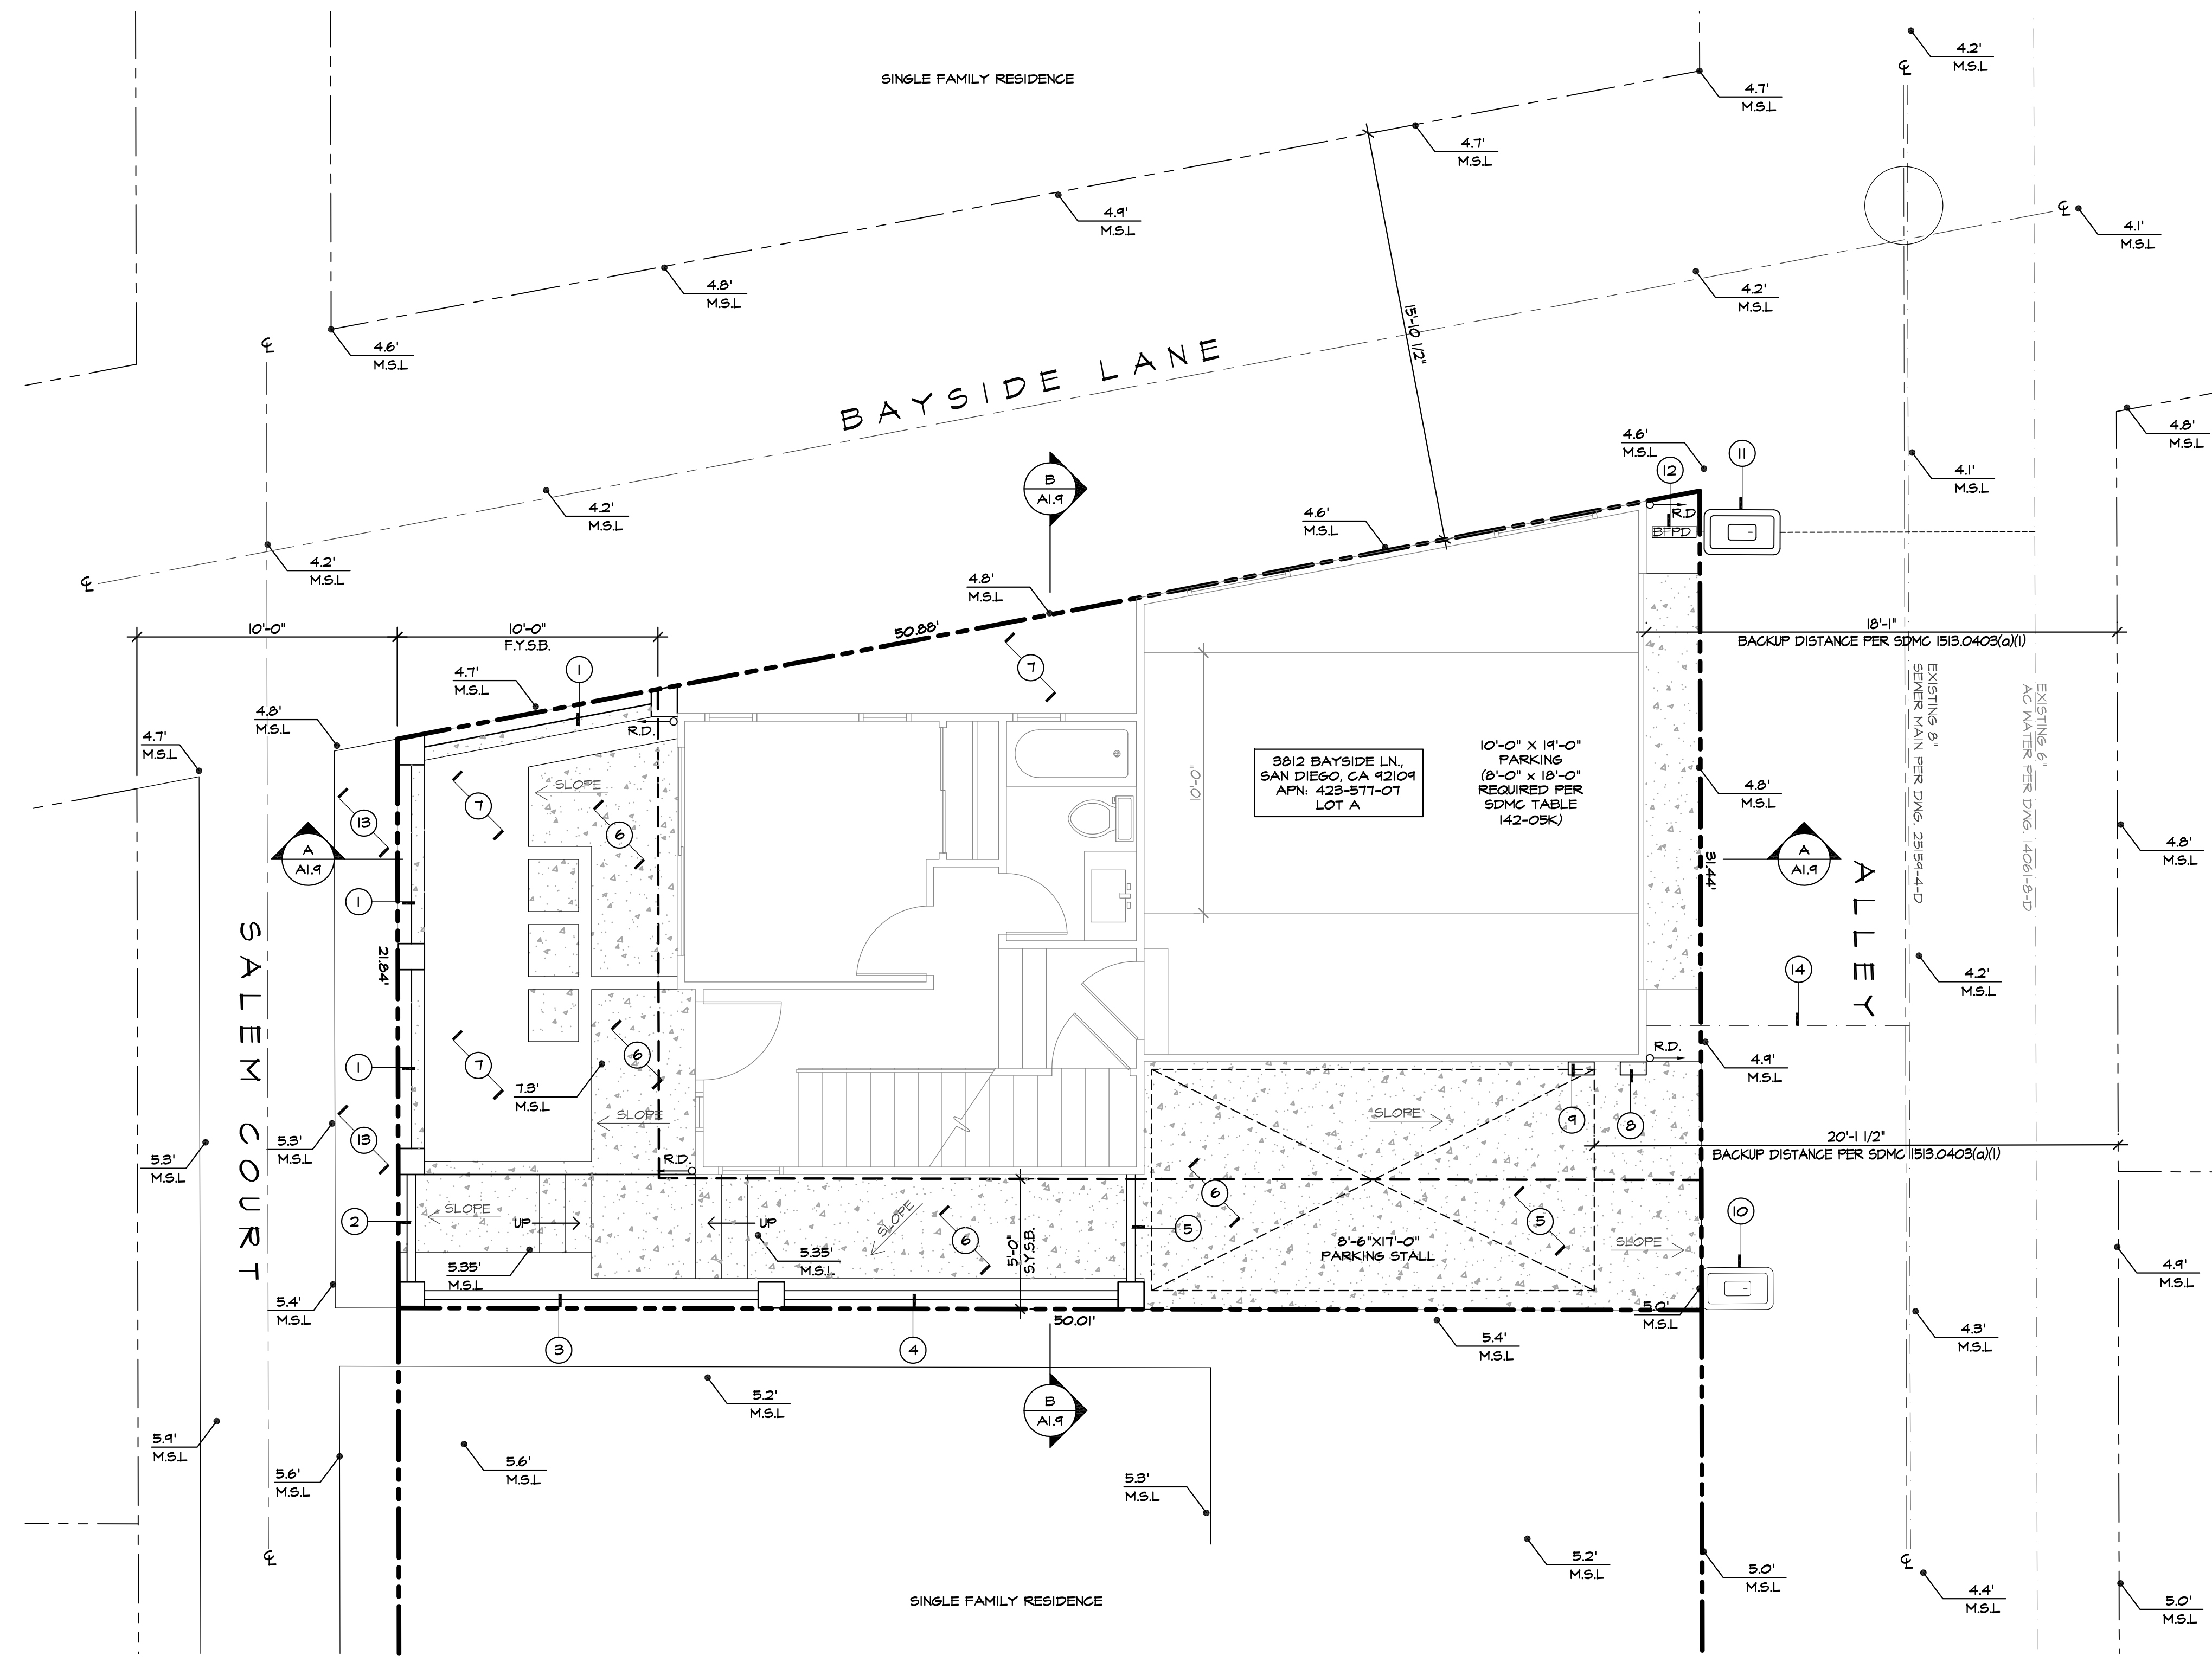 SINGLE FAMILY RESIDENCE
4.2'
M.S.L
℄
4.7'
M.S.L
4.7'
M.S.L
4.9'
M.S.L
℄
4.1'
M.S.L
4.8'
M.S.L
4.2'
M.S.L
℄
4.6'
M.S.L
15'-10 1/2"
BAYSIDE LANE
4.8'
M.S.L
4.6'
M.S.L
12
11
4.1'
M.S.L
B
A1.9
4.2'
M.S.L
4.6'
M.S.L
R.D.
BFPD
4.2'
M.S.L
℄
4.8'
M.S.L
10'-0"
10'-0"
F.Y.S.B.
50.88'
18'-1"
BACKUP DISTANCE PER SDMC 1513.0403(a)(1)
1
7
4.7'
M.S.L
EXISTING 8"
SEWER MAIN PER DWG. 25159-4-D
EXISTING 6"
AC WATER PER DWG. 14061-8-D
4.8'
M.S.L
R.D.
4.7'
M.S.L
3812 BAYSIDE LN.,
SAN DIEGO, CA 92109
APN: 423-577-07
LOT A
10'-0" X 19'-0"
PARKING
(8'-0" x 18'-0"
REQUIRED PER
SDMC TABLE
142-05K)
10'-0"
SLOPE
4.8'
M.S.L
7
13
6
4.8'
M.S.L
A
A1.9
31.44'
A
A1.9
1
21.84'
SALEM COURT
ALLEY
14
4.2'
M.S.L
R.D.
4.9'
M.S.L
1
7
6
7.3'
M.S.L
SLOPE
SLOPE
9
8
13
5.3'
M.S.L
5.3'
M.S.L
20'-1 1/2"
BACKUP DISTANCE PER SDMC 1513.0403(a)(1)
R.D.
6
5
10
2
SLOPE
UP
UP
SLOPE
6
5'-0"
S.Y.S.B.
5
8'-6"X17'-0"
PARKING STALL
SLOPE
5.35'
M.S.L
5.35'
M.S.L
4.9'
M.S.L
5.4'
M.S.L
5.0'
M.S.L
50.01'
3
4
5.4'
M.S.L
4.3'
M.S.L
5.2'
M.S.L
B
A1.9
5.9'
M.S.L
5.6'
M.S.L
5.6'
M.S.L
5.3'
M.S.L
℄
5.2'
M.S.L
5.0'
M.S.L
℄
4.4'
M.S.L
5.0'
M.S.L
SINGLE FAMILY RESIDENCE